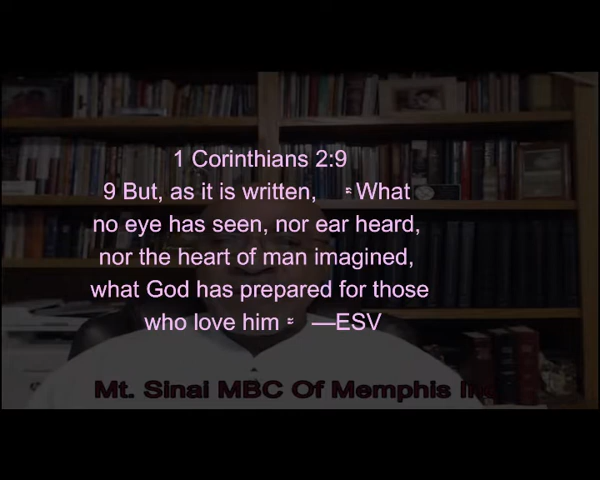 1 Corinthians 2:9
9 But, as it is written, “What
no eye has seen, nor ear heard,
nor the heart of man imagined,
what God has prepared for those
who love him ” —ESV
Mt. Sinai MBC Of Memphis Inc